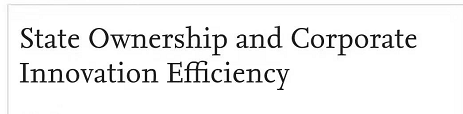 State Ownership and Corporate
Innovation Efficiency